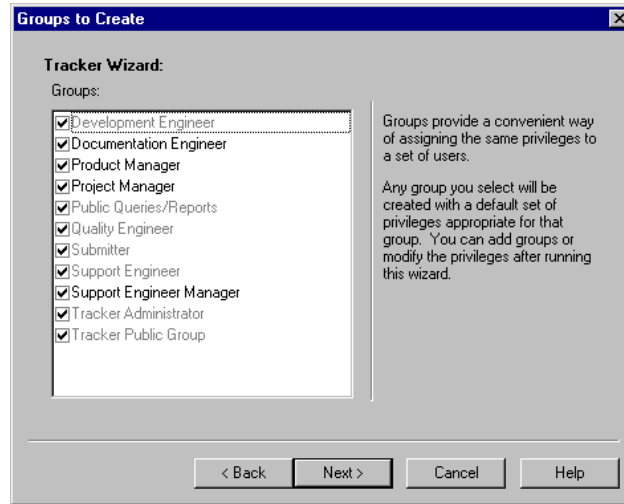 Groups to Create
Tracker Wizard:
Groups:
Development Engineer
Documentation Engineer
Product Manager
Project Manager
Public Queries/Reports
Quality Engineer
Submitter
Support Engineer
Support Engineer Manager
Tracker Administrator
Tracker Public Group
Groups provide a convenient way
of assigning the same privileges to
a set of users.
Any group you select will be
created with a default set of
privileges appropriate for that
group. You can add groups or
modify the privileges after running
this wizard.
< Back
Next >
Cancel
Help